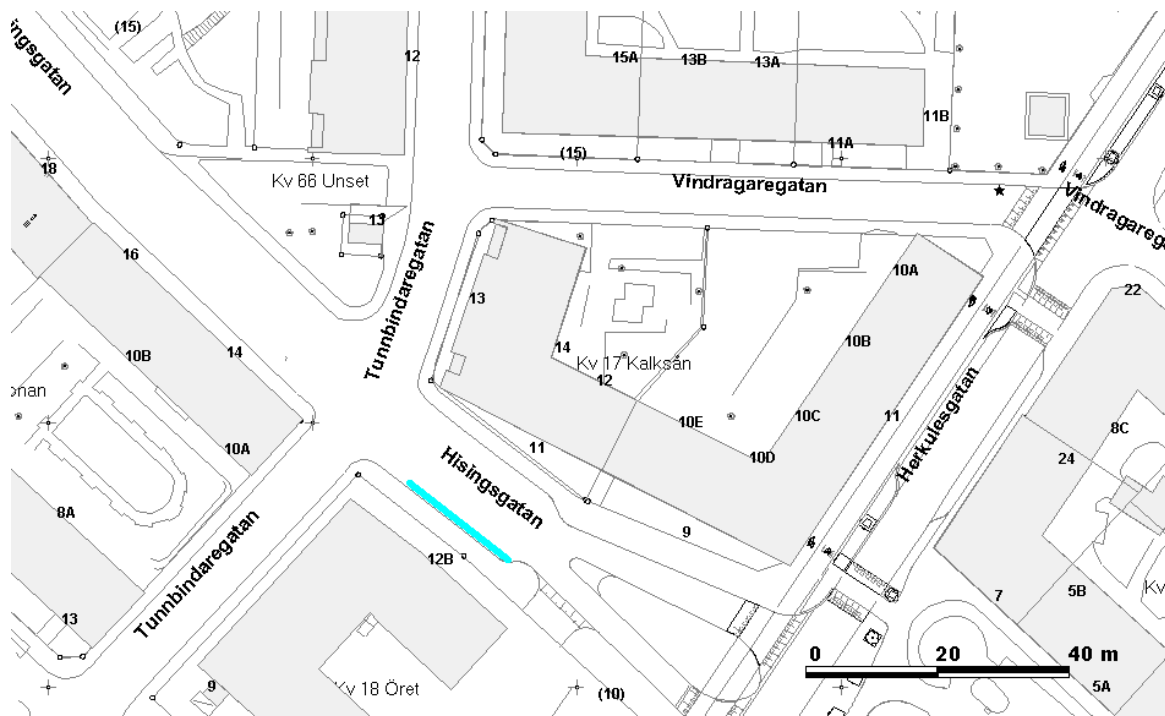 (15)
12
15A
13B
13A
11B
11A
(15)
Vindragaregatan
18
Kv 66 Unset
13
16
Tunnbindaregatan
13
10A
22
14
10B
14
10B
Kv 17 Kalksån
12
10E
10C
11
10A
11
10D
Herkulesgatan
8C
24
Hisingsgatan
8A
9
12B
Tunnbindaregatan
7
5B
13
0 20 40 m
9
Kv 18 Öret
(10)
5A